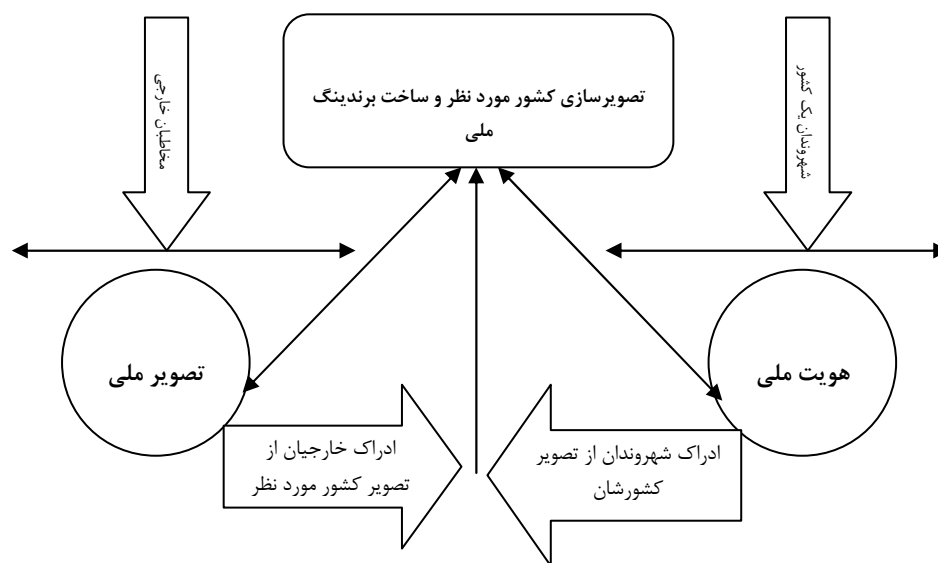 تصویرسازی کشور مورد نظر و ساخت برندینگ
ملی
شهروندان یک کشور
مخاطبان خارجی
هویت ملی
تصویر ملی
ادراک شهروندان از تصویر
کشورشان
ادراک خارجیان از
تصویر کشور مورد نظر